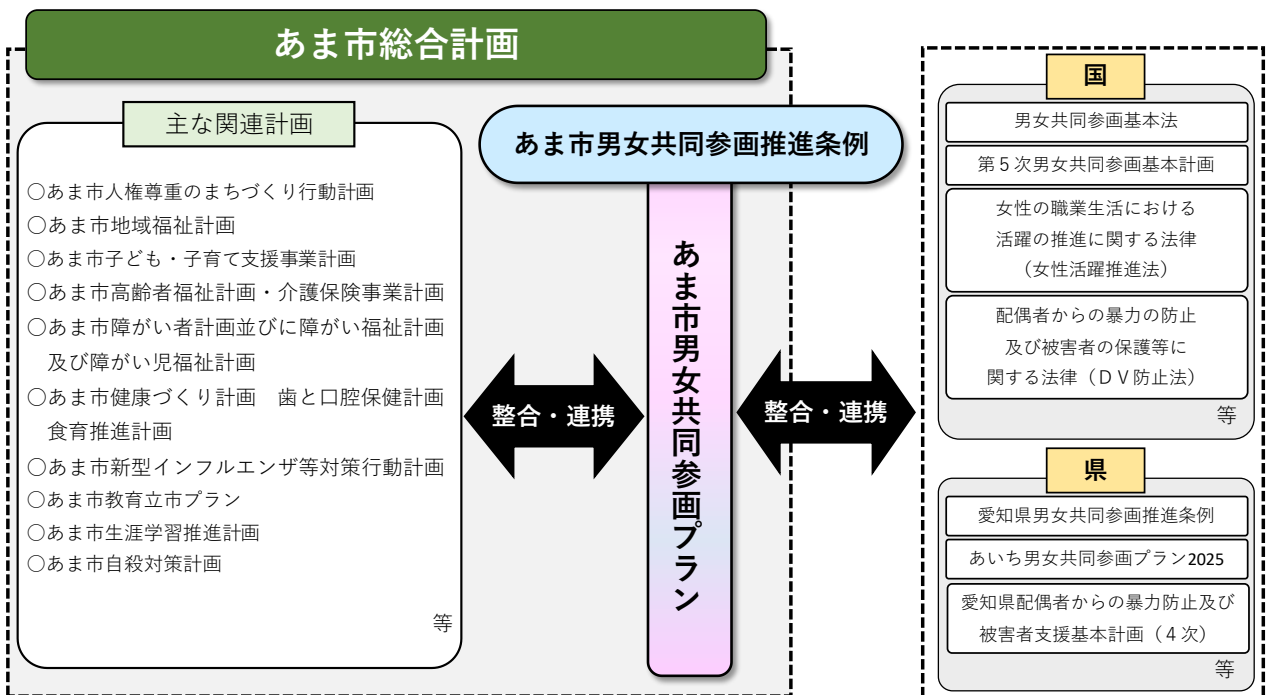 あま市総合計画
主な関連計画
○あま市人権尊重のまちづくり行動計画
○あま市地域福祉計画
○あま市子ども・子育て支援事業計画
○あま市高齢者福祉計画・介護保険事業計画
○あま市障がい者計画並びに障がい福祉計画
及び障がい児福祉計画
○あま市健康づくり計画　歯と口腔保健計画
食育推進計画
○あま市新型インフルエンザ等対策行動計画
○あま市教育立市プラン
○あま市生涯学習推進計画
○あま市自殺対策計画
等
整合・連携
あま市男女共同参画推進条例
あま市男女共同参画プラン
整合・連携
国
男女共同参画基本法
第５次男女共同参画基本計画
女性の職業生活における
活躍の推進に関する法律
（女性活躍推進法）
配偶者からの暴力の防止
及び被害者の保護等に
関する法律（ＤＶ防止法）
等
県
愛知県男女共同参画推進条例
あいち男女共同参画プラン2025
愛知県配偶者からの暴力防止及び
被害者支援基本計画（４次）
等